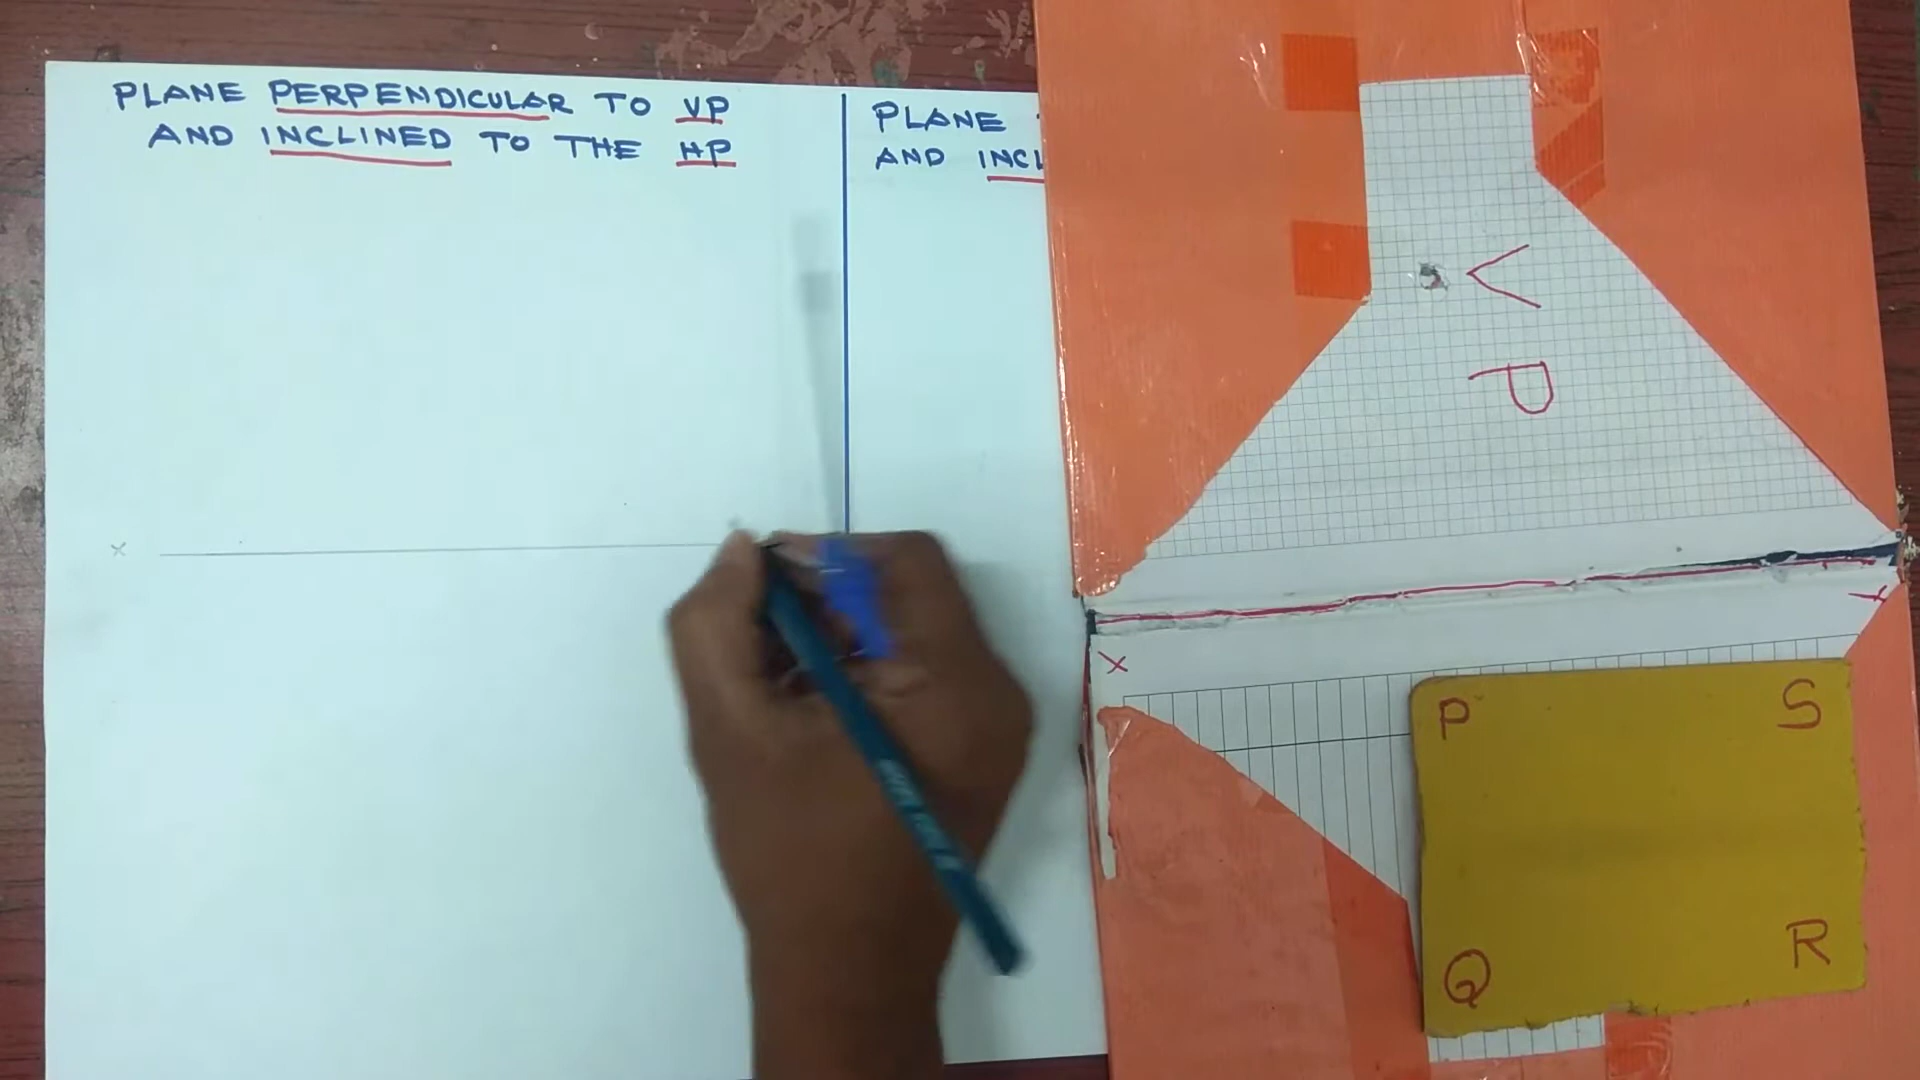 PLANE PERPENDICULAR TO VP
AND INCLINED TO THE HP
PLANE
AND INCL
X
VP
X Y
P S
Q R